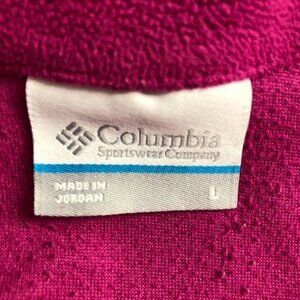 Columbia
Sportswear Company
MADE IN
JORDAN
L